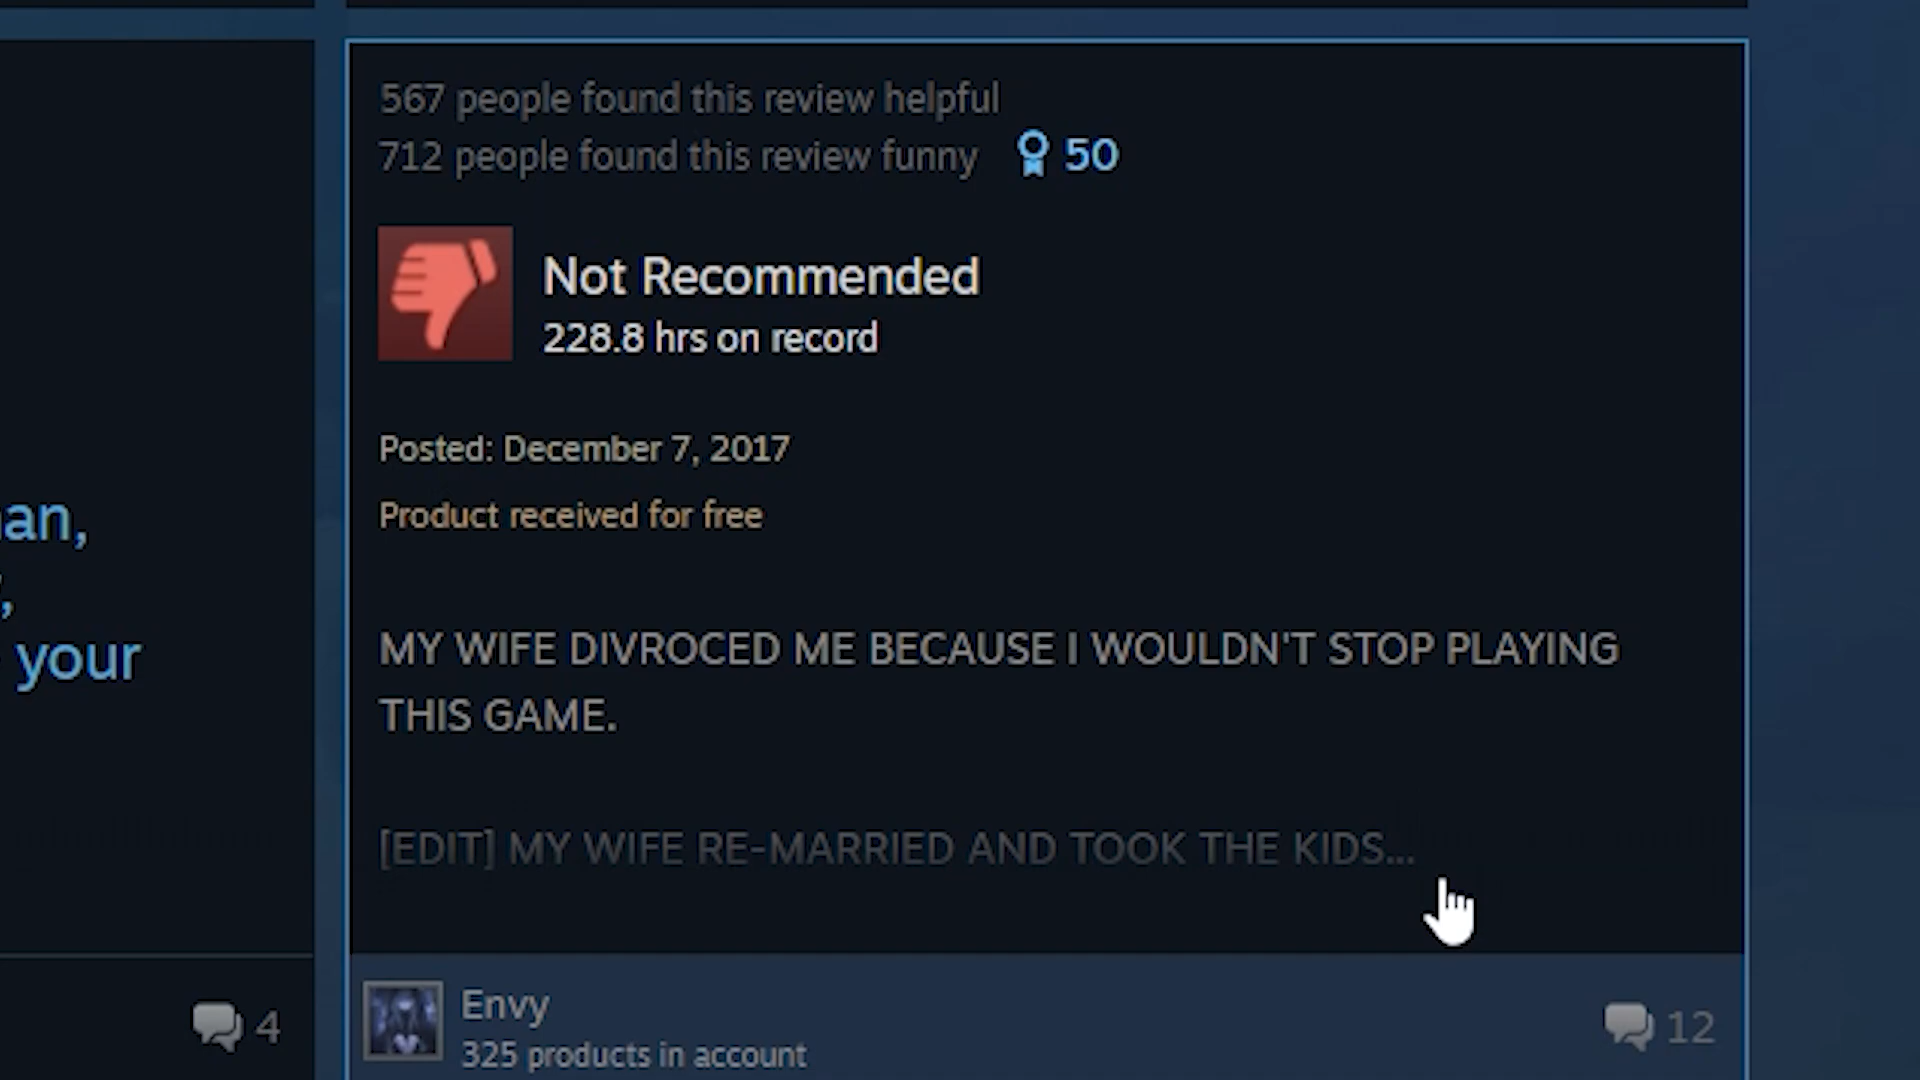 567 people found this review helpful
712 people found this review funny 50
Not Recommended
228.8 hrs on record
Posted: December 7, 2017
Product received for free
MY WIFE DIVROCED ME BECAUSE I WOULDN'T STOP PLAYING
THIS GAME.
[EDIT] MY WIFE RE-MARRIED AND TOOK THE KIDS...
Envy
325 products in account
12
your
4